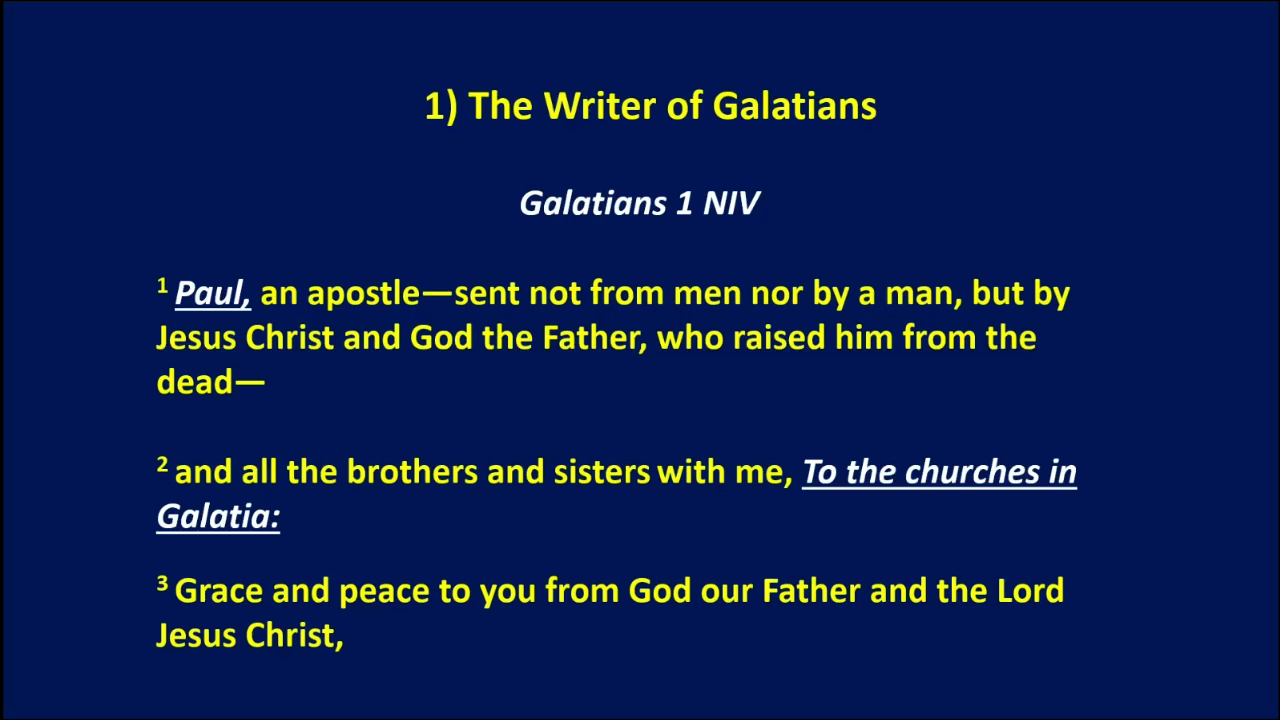 1) The Writer of Galatians
Galatians 1 NIV
1 Paul, an apostle—sent not from men nor by a man, but by
Jesus Christ and God the Father, who raised him from the
dead—
2 and all the brothers and sisters with me, To the churches in
Galatia:
3 Grace and peace to you from God our Father and the Lord
Jesus Christ,